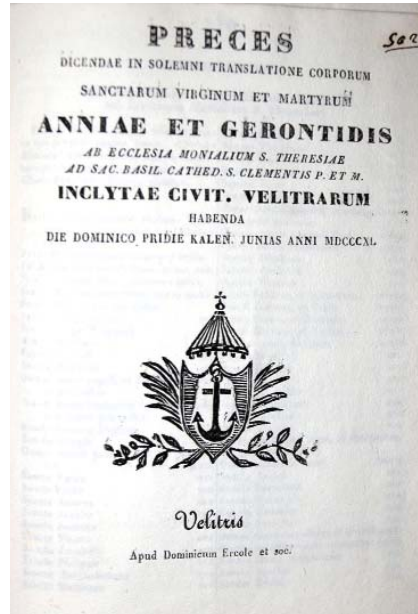 PRECES
502
DICENDAE IN SOLEMNI TRANSLATIONE CORPORUM
SANCTARUM VIRGINUM ET MARTYRUM
ANNIAE ET GERONTIDIS
AB ECCLESIA MONIALIUM S. THERESIAE
AD SAC. BASIL. CATHED. S. CLEMENTIS P. ET M.
INCLYTAE CIVIT. VELITRARUM
HABENDA
DIE DOMINICO PRIDIE KALEN. JUNIAS ANNI MDCCCXL
Velitris
Apud Dominicum Ercole et soc.